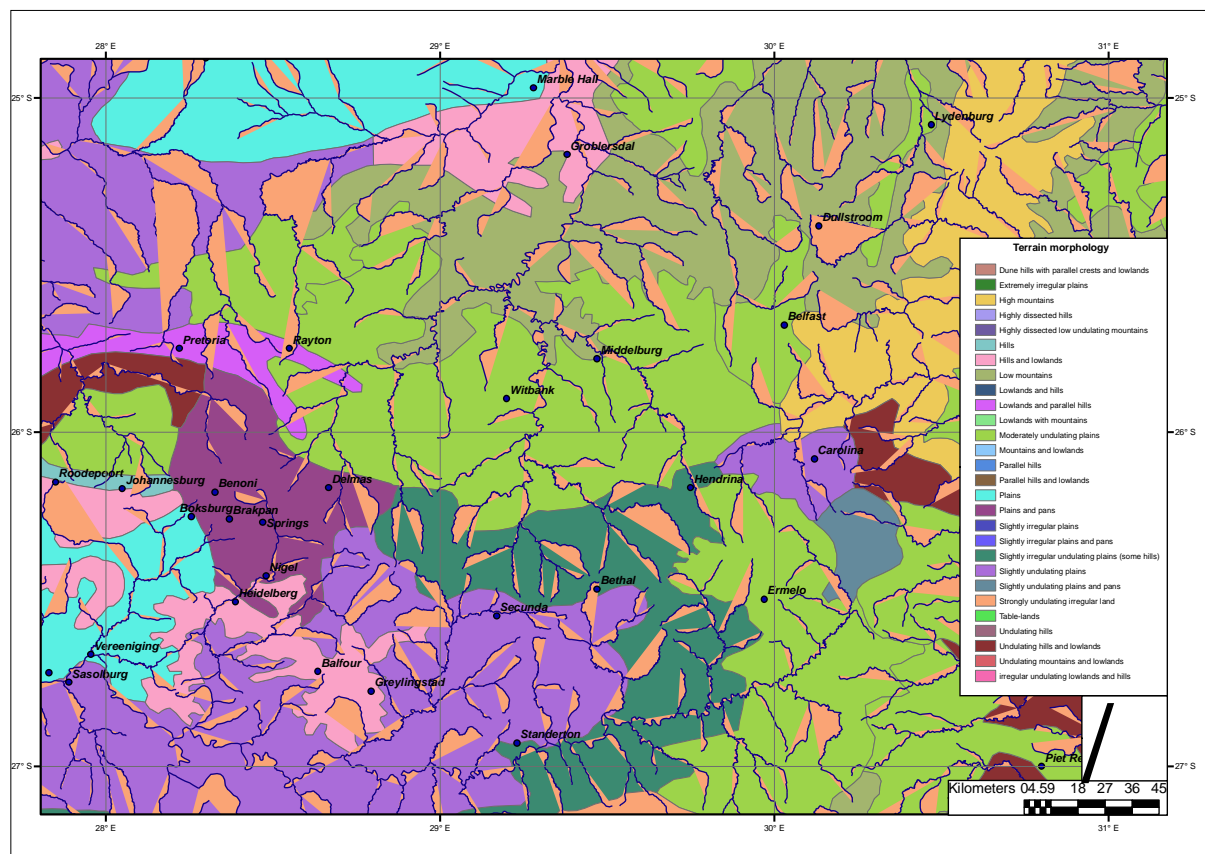 28° E
29° E
30° E
31° E
Marble Hall
25° S
25° S
Lydenburg
Groblersdal
Dullstroom
Terrain morphology
Dune hills with parallel crests and lowlands
Extremely irregular plains
High mountains
Highly dissected hills
Highly dissected low undulating mountains
Hills
Hills and lowlands
Low mountains
Lowlands and hills
Lowlands and parallel hills
Lowlands with mountains
Moderately undulating plains
Mountains and lowlands
Parallel hills
Parallel hills and lowlands
Plains
Plains and pans
Slightly irregular plains
Slightly irregular plains and pans
Slightly irregular undulating plains (some hills)
Slightly undulating plains
Slightly undulating plains and pans
Strongly undulating irregular land
Table-lands
Undulating hills
Undulating hills and lowlands
Undulating mountains and lowlands
irregular undulating lowlands and hills
Belfast
Pretoria
Rayton
Middelburg
Witbank
26° S
26° S
Carolina
Roodepoort
Johannesburg
Benoni
Delmas
Hendrina
Boksburg
Brakpan
Springs
Nigel
Bethal
Heidelberg
Ermelo
Secunda
Vereeniging
Balfour
Sasolburg
Greylingstad
Standerton
27° S
Piet Re
27° S
Kilometers 04.59 18 27 36 45
28° E
29° E
30° E
31° E